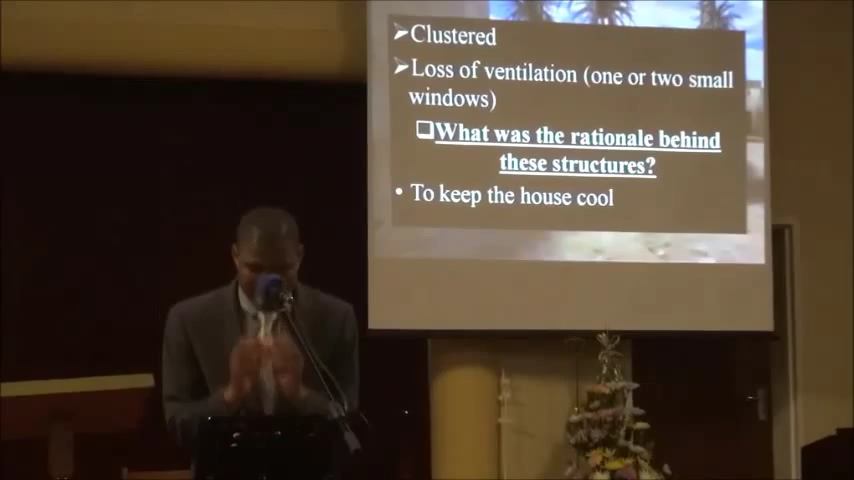 ➢Clustered
➢Loss of ventilation (one or two small
windows)
❑What was the rationale behind
these structures?
• To keep the house cool